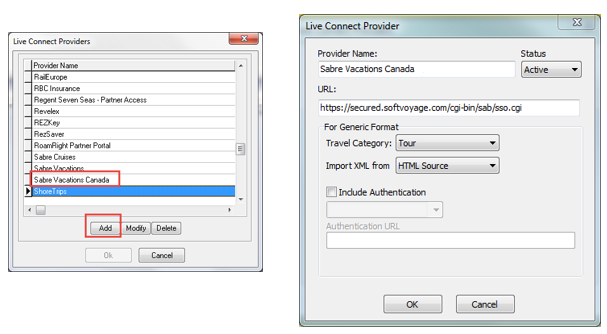 Live Connect Providers
Provider Name
RailEurope
RBC Insurance
Regent Seven Seas - Partner Access
Revelex
REZKey
RezSaver
RoamRight Partner Portal
Sabre Cruises
Sabre Vacations
Sabre Vacations Canada
ShoreTrips
Add Modify Delete
Ok Cancel
Live Connect Provider
Provider Name: Status
Sabre Vacations Canada Active
URL:
https://secured.softvoyage.com/cgi-bin/sab/sso.cgi
For Generic Format
Travel Category: Tour
Import XML from HTML Source
Include Authentication
Authentication URL
OK Cancel